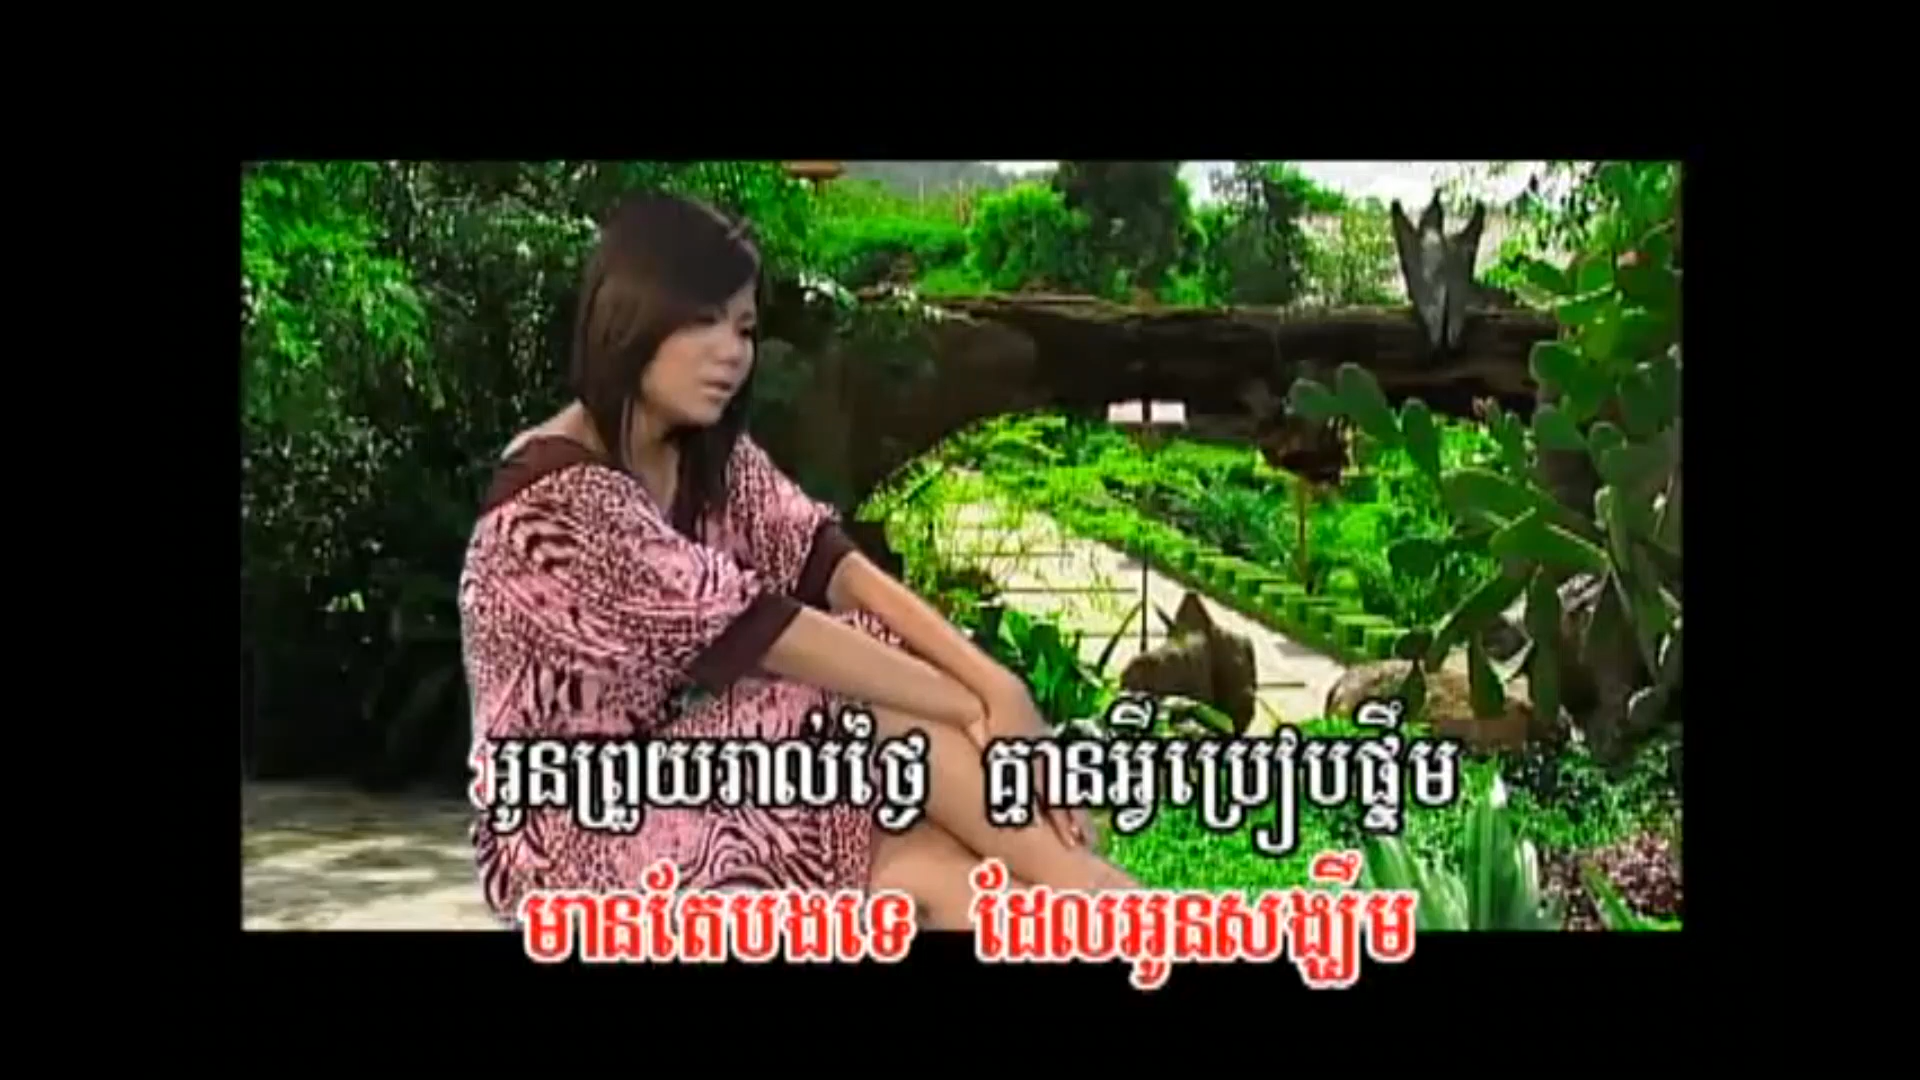 អូនព្រួយរាល់ថ្ងៃ គ្មានអ្វីប្រៀបផ្ទឹម
មានតែបងទេ ដែលអូនសង្ឃឹម